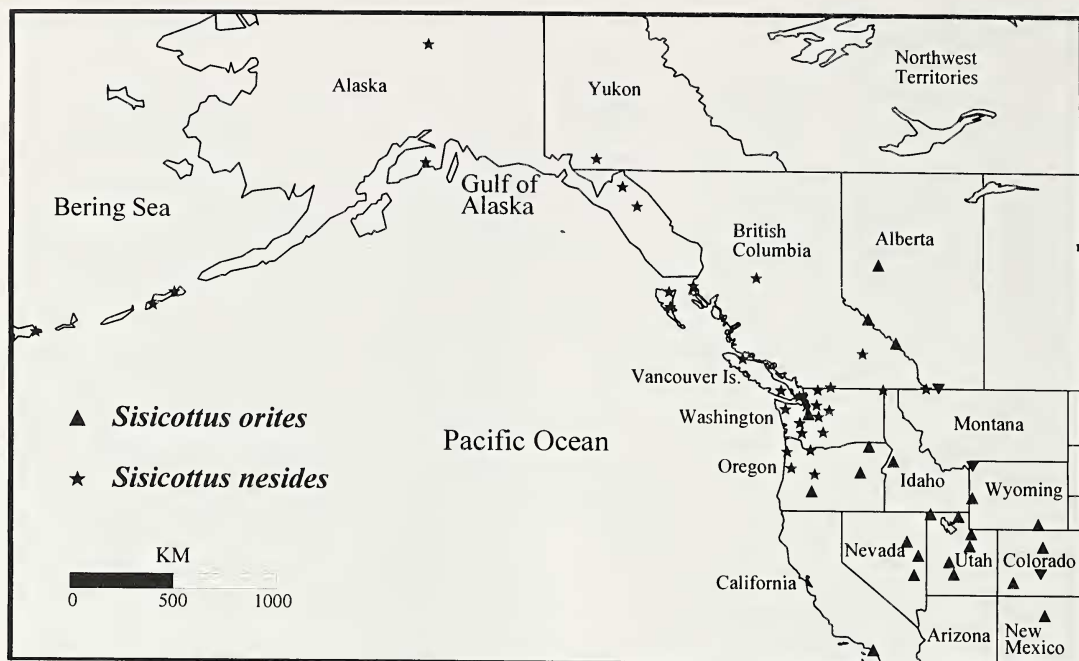 Northwest
Territories
Alaska
Yukon
Gulf of
Alaska
Bering Sea
British
Columbia
Alberta
Vancouver Is.
Washington
Montana
Sisicottus orites
Pacific Ocean
Oregon
Idaho
Wyoming
Sisicottus nesides
KM
Nevada
Utah
Colorado
California
0 500 1000
Arizona
New
Mexico